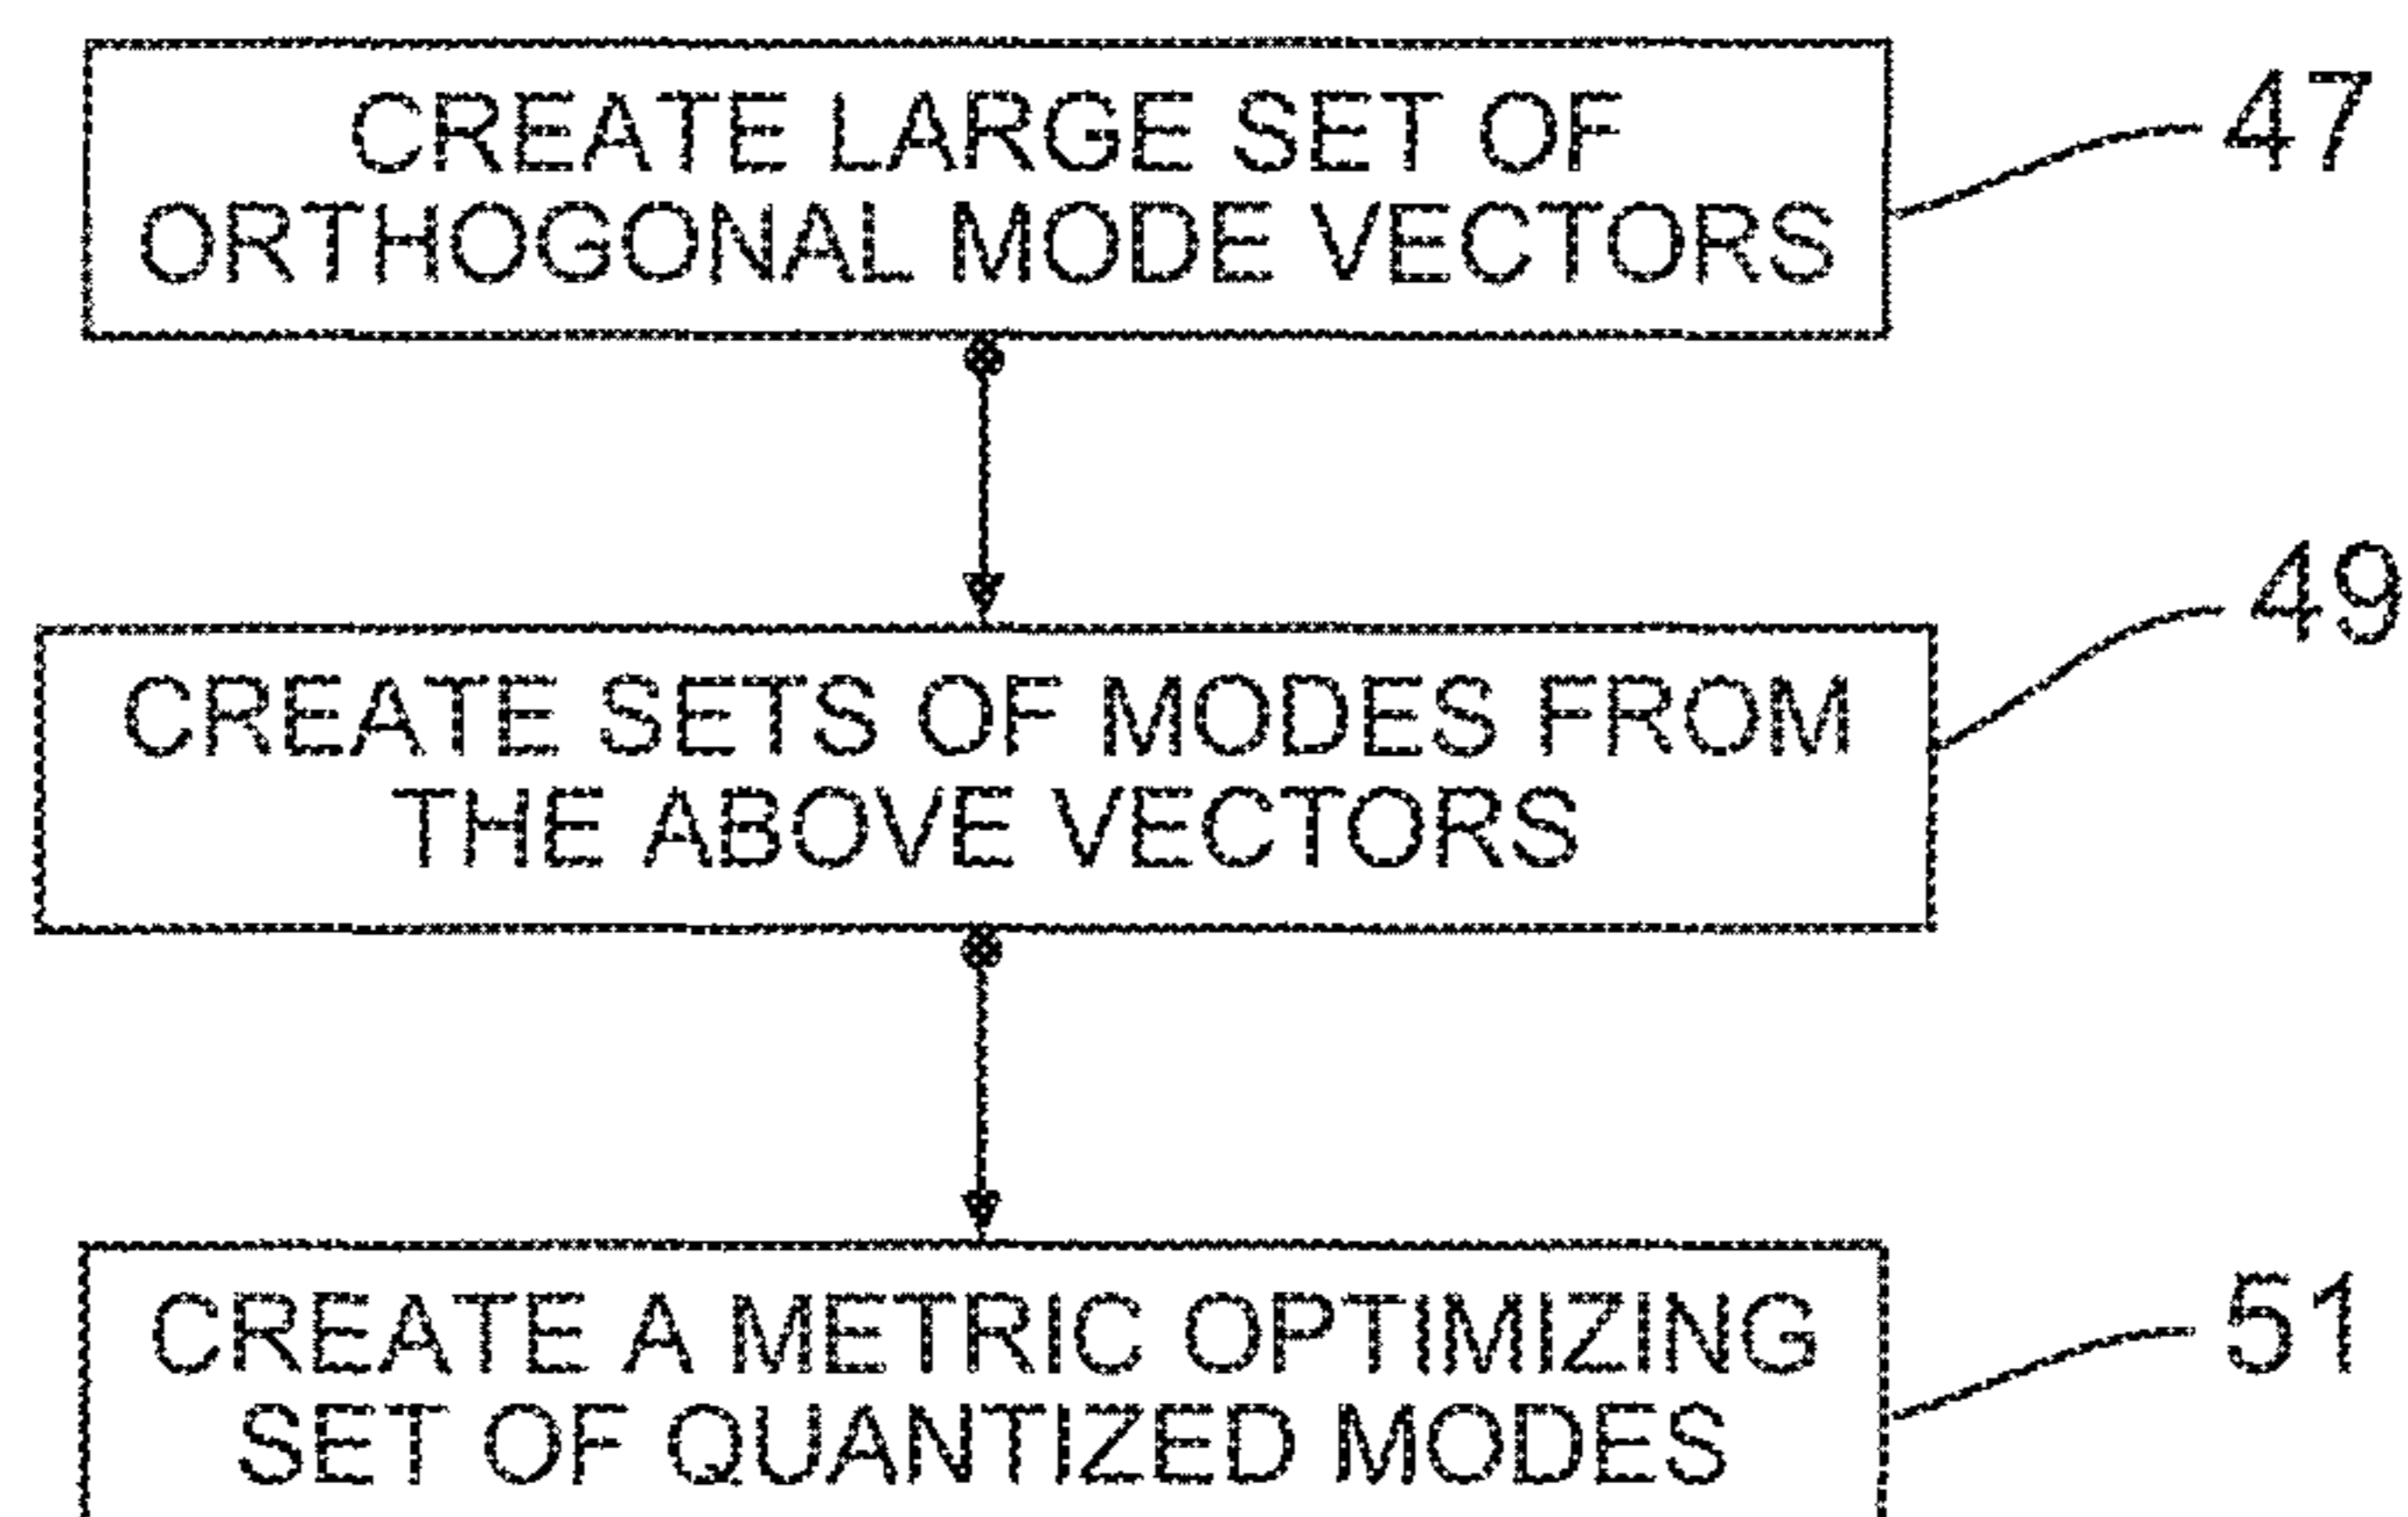 CREATE LARGE SET OF
ORTHOGONAL MODE VECTORS
47
CREATE SETS OF MODES FROM
THE ABOVE VECTORS
49
CREATE A METRIC OPTIMIZING
SET OF QUANTIZED MODES
51